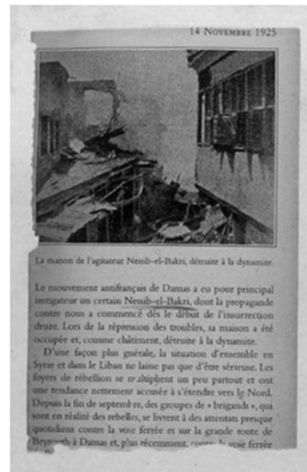 14 NOVEMBRE 1925
La maison de l'agitateur Nessib-el-Bakri, détruite à la dynamite.
Le mouvement antifrançais de Damas a eu pour principal
instigateur un certain Nessib-el-Bakri, dont la propagande
contre nous a commencé dès le début de l'insurrection
druze. Lors de la répression des troubles, sa maison a été
occupée et, comme châtiment, détruite à la dynamite.
D'une façon plus générale, la situation d'ensemble en
Syrie et dans le Liban ne laisse pas que d'être sérieuse. Les
foyers de rébellion se multiplient un peu partout et ont
une tendance nettement accusée à s'étendre vers le Nord.
Depuis la fin de septembre, des groupes de « brigands », qui
sont en réalité des rebelles, se livrent à des attentats presque
quotidiens contre la voie ferrée et sur la grande route de
Beyrouth à Damas et, plus récemment, contre la voie ferrée